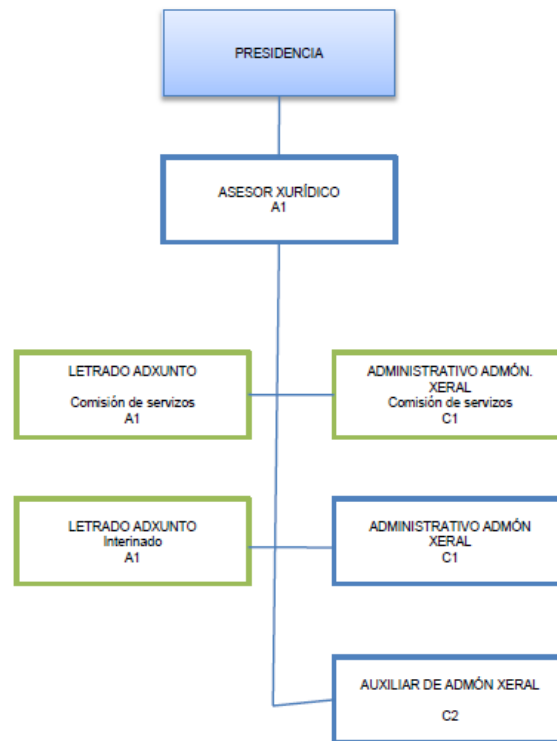 PRESIDENCIA
ASESOR XURÍDICO
A1
LETRADO ADXUNTO
Comisión de servizos
A1
ADMINISTRATIVO ADMÓN.
XERAL
Comisión de servizos
C1
LETRADO ADXUNTO
Interinado
A1
ADMINISTRATIVO ADMÓN
XERAL
C1
AUXILIAR DE ADMÓN XERAL
C2